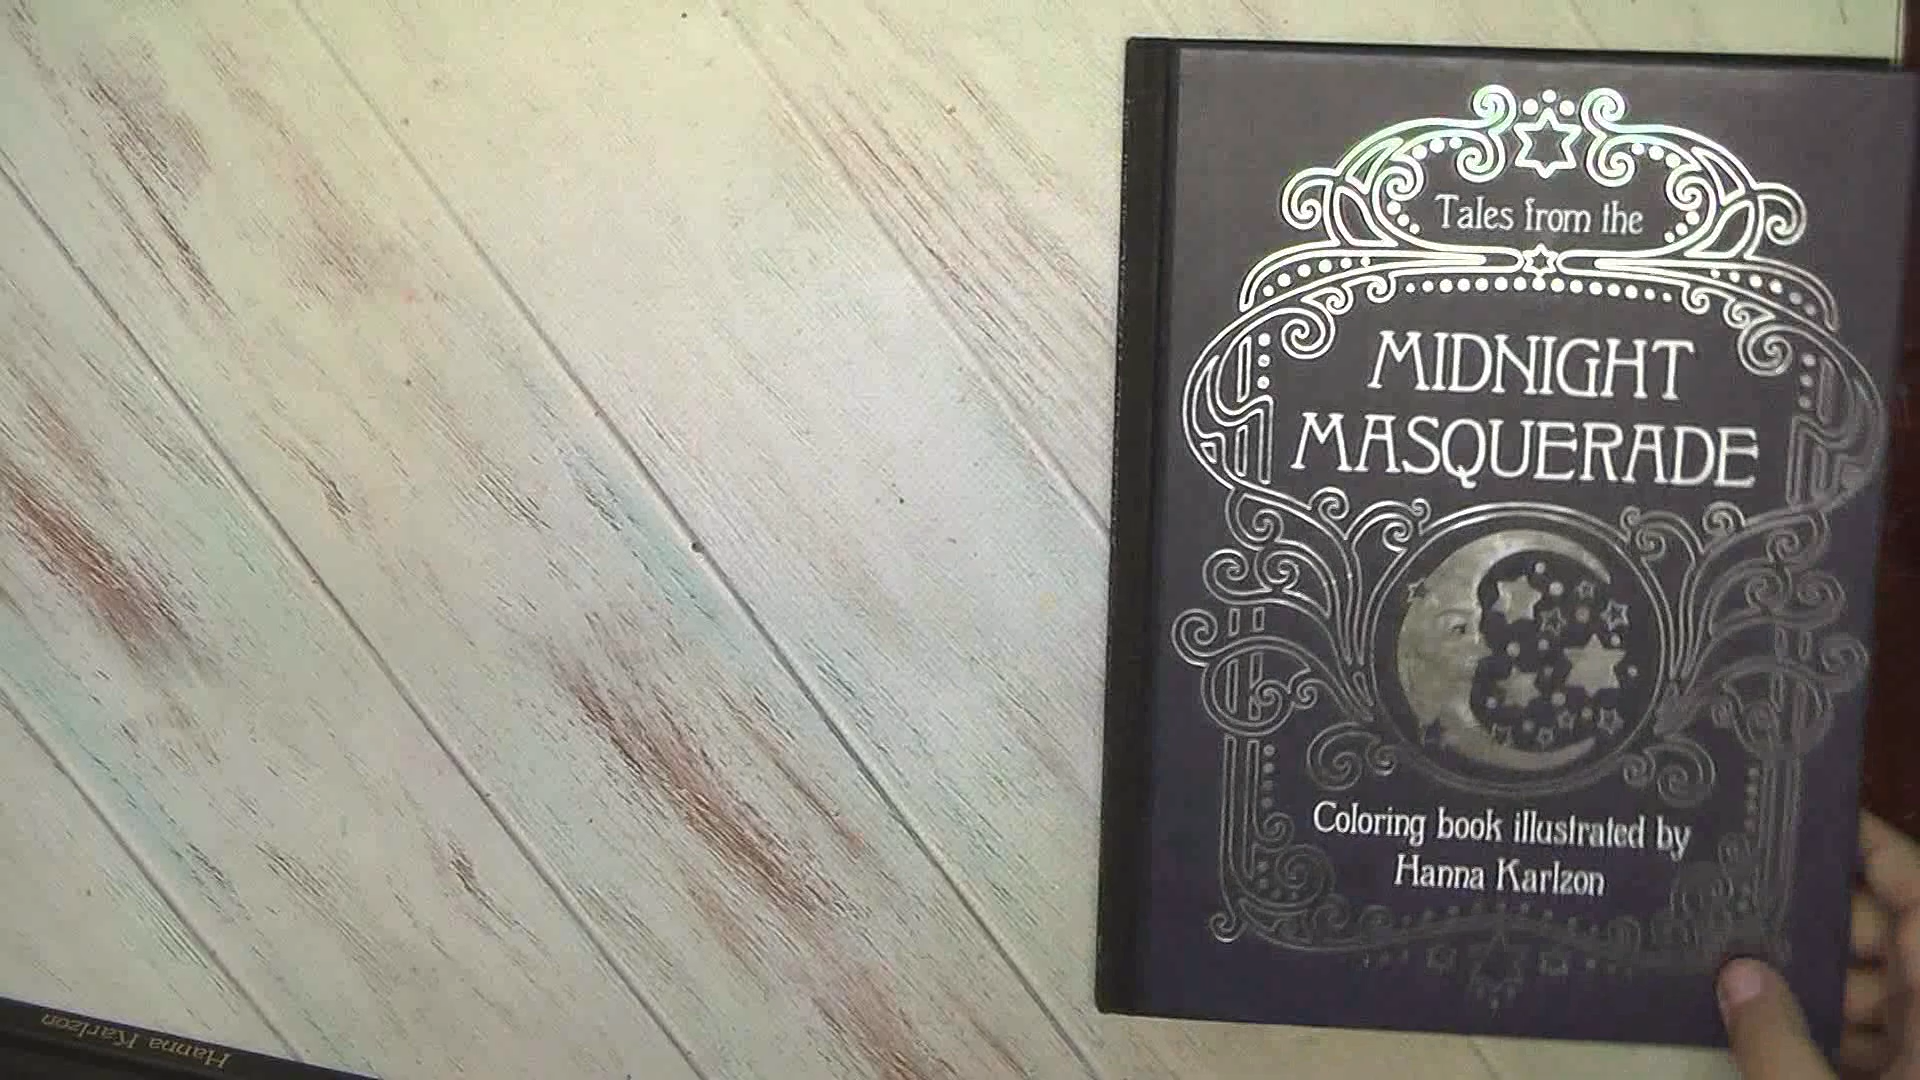 Tales from the
MIDNIGHT
MASQUERADE
Coloring book illustrated by
Hanna Karlzon
Hanna Karlzon